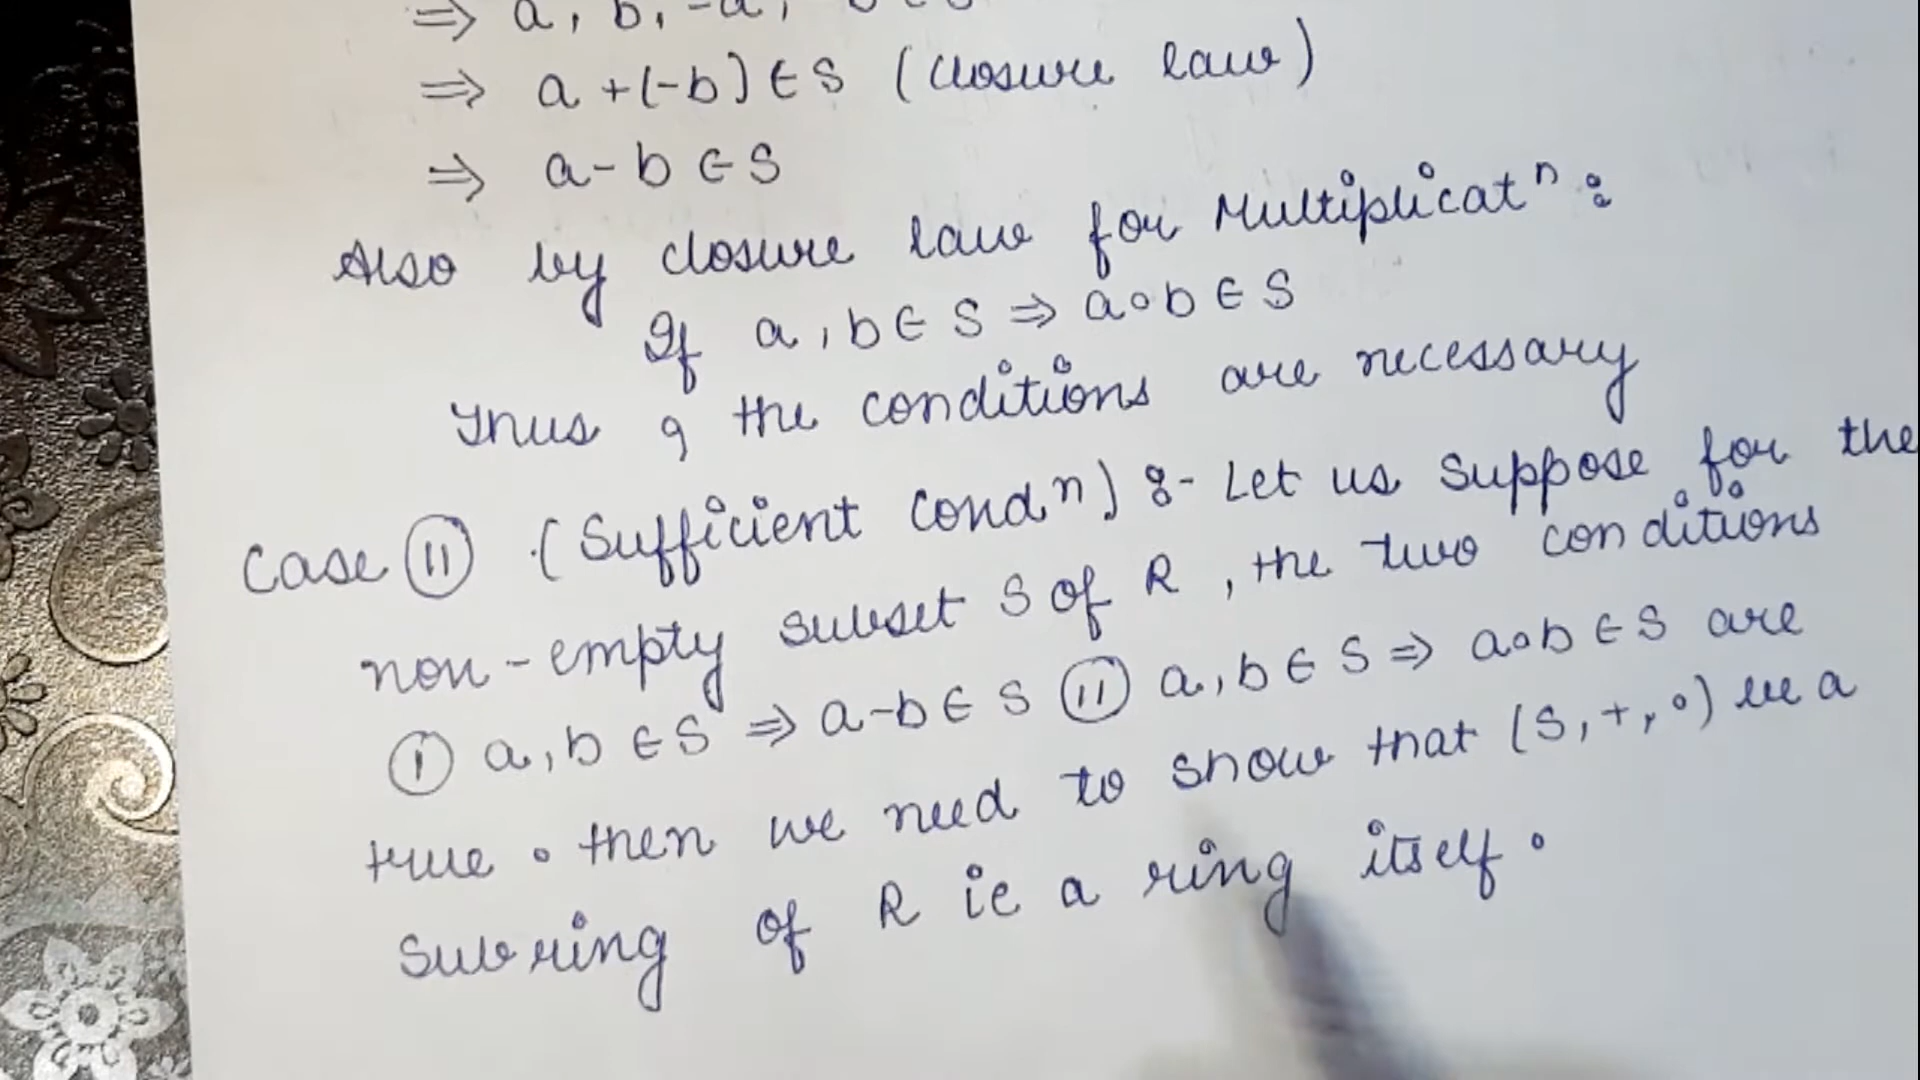 ⇒ a, b, -a,
⇒ a + (-b) ∈ S (closure law)
⇒ a - b ∈ S
Also by closure law for Multiplicatⁿ :
If a, b ∈ S ⇒ a∘b ∈ S
Thus, the conditions are necessary
Case (II) (Sufficient condⁿ) :- Let us suppose for the
non-empty subset S of R, the two conditions
(I) a, b ∈ S ⇒ a-b ∈ S (II) a, b ∈ S ⇒ a∘b ∈ S are
true. then we need to show that (S, +, ∘) be a
subring of R ie a ring itself.